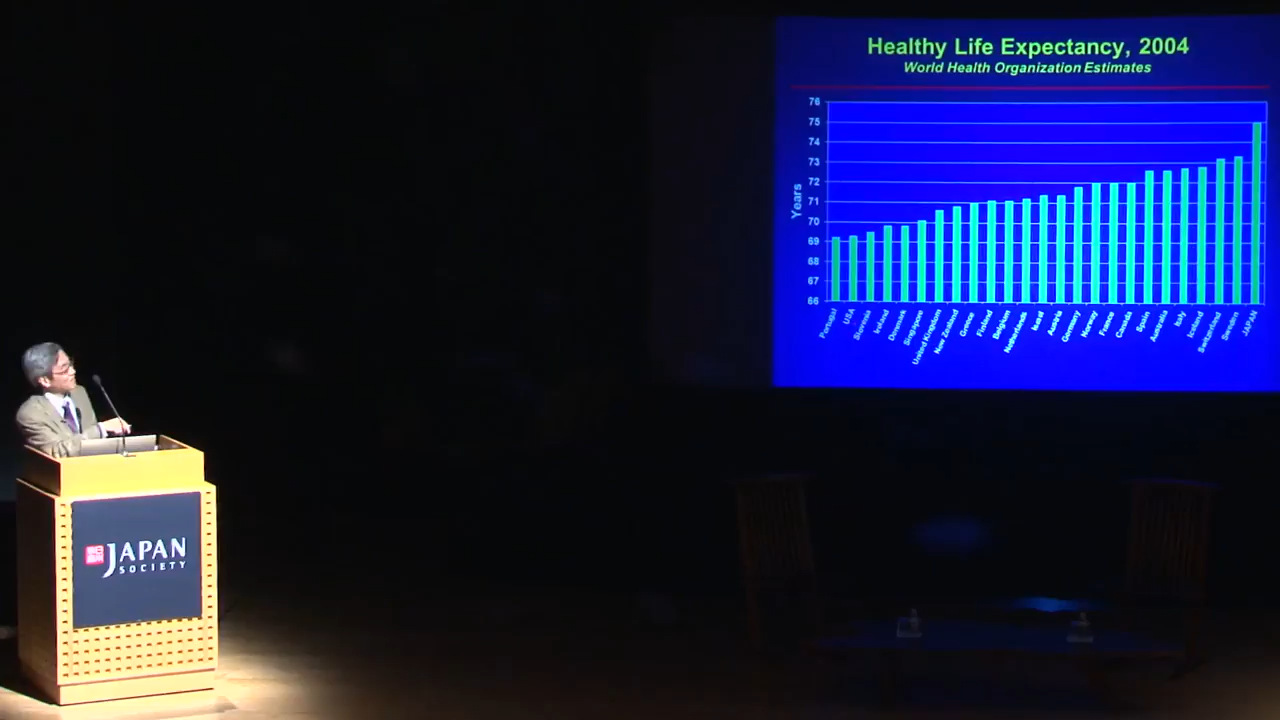 Healthy Life Expectancy, 2004
World Health Organization Estimates
76
75
74
73
72
71
70
69
68
67
66
Years
Portugal
USA
Slovenia
Ireland
Denmark
Singapore
United Kingdom
New Zealand
Greece
Finland
Belgium
Netherlands
Israel
Austria
Germany
Norway
France
Canada
Spain
Australia
Italy
Iceland
Switzerland
Sweden
JAPAN
JAPAN
SOCIETY